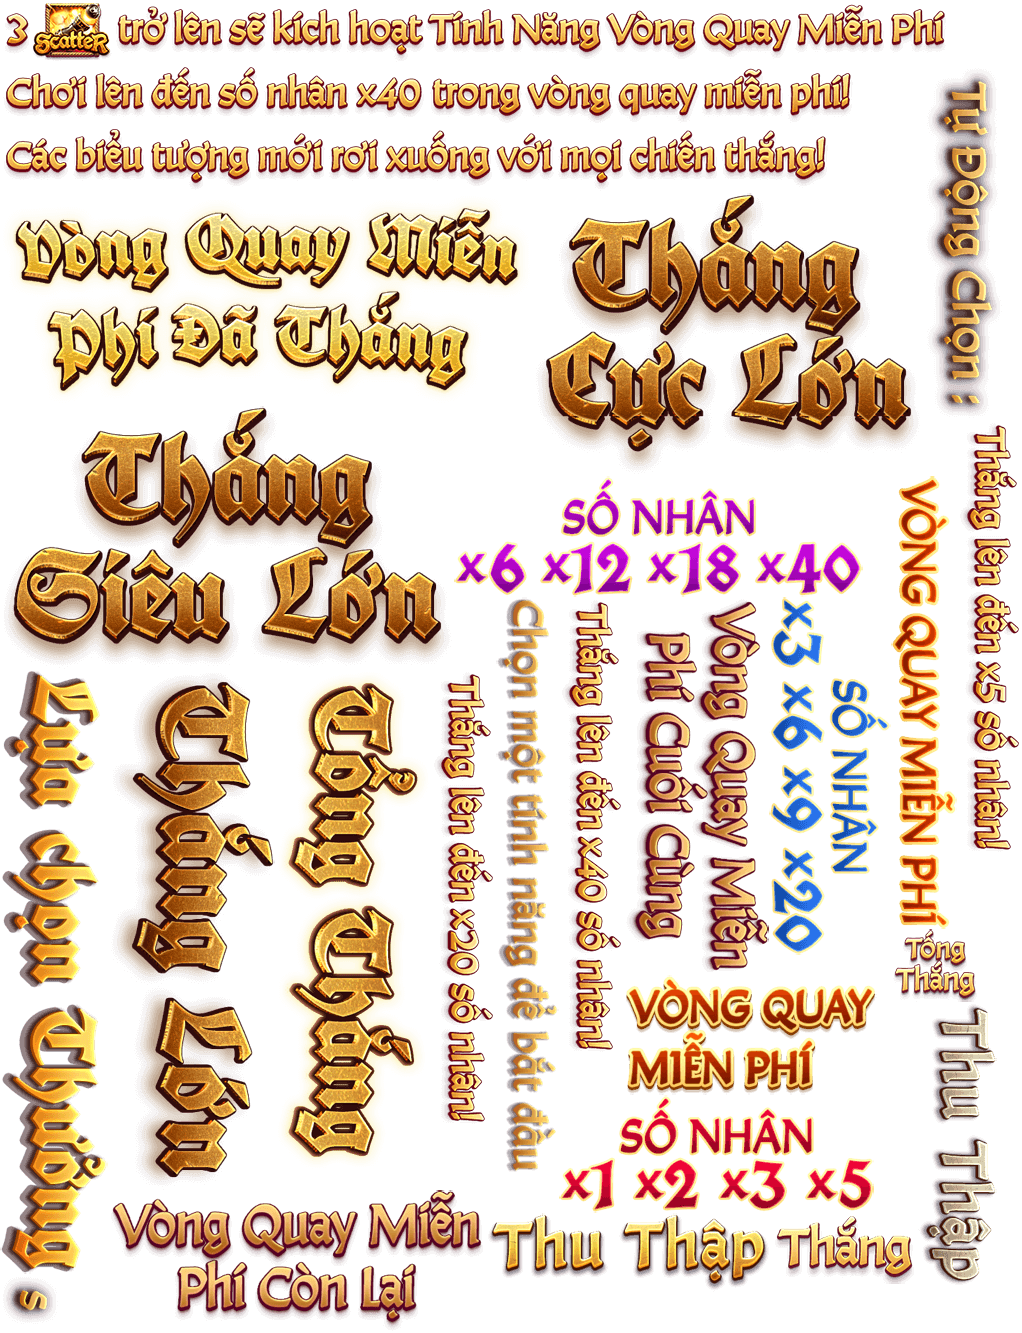 3 Scatter trở lên sẽ kích hoạt Tính Năng Vòng Quay Miễn Phí
Chơi lên đến số nhân x40 trong vòng quay miễn phí!
Các biểu tượng mới rơi xuống với mọi chiến thắng!
Tự Động Chọn :
Vòng Quay Miễn
Phí Đã Thắng
Thắng
Cực Lớn
Thắng
Siêu Lớn
SỐ NHÂN
x6 x12 x18 x40
Thắng lên đến x5 số nhân!
VÒNG QUAY MIỄN PHÍ
SỐ NHÂN
x3 x6 x9 x20
Vòng Quay Miễn
Phí Cuối Cùng
Thắng lên đến x40 số nhân!
Chọn một tính năng để bắt đầu
Thắng lên đến x20 số nhân!
Tổng Thắng
Thắng Lớn
Lựa chọn Thưởng
s
Tổng
Thắng
VÒNG QUAY
MIỄN PHÍ
Thu Thập
SỐ NHÂN
x1 x2 x3 x5
Vòng Quay Miễn
Phí Còn Lại
Thu Thập
Thắng